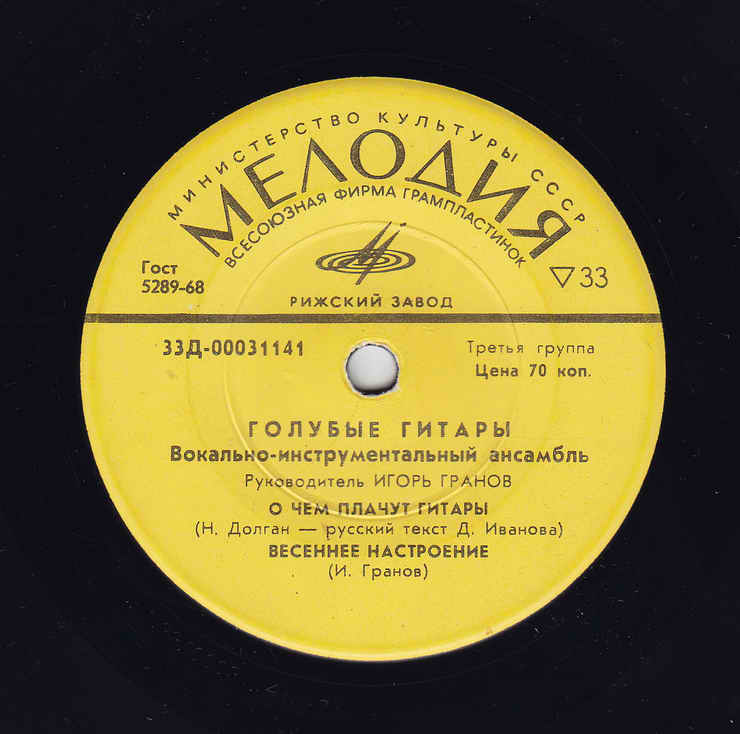 МИНИСТЕРСТВО КУЛЬТУРЫ СССР
МЕЛОДИЯ
ВСЕСОЮЗНАЯ ФИРМА ГРАМПЛАСТИНОК
Гост
5289-68
▽33
РИЖСКИЙ ЗАВОД
33Д-00031141
Третья группа
Цена 70 коп.
ГОЛУБЫЕ ГИТАРЫ
Вокально-инструментальный ансамбль
Руководитель ИГОРЬ ГРАНОВ
О ЧЕМ ПЛАЧУТ ГИТАРЫ
(Н. Долган — русский текст Д. Иванова)
ВЕСЕННЕЕ НАСТРОЕНИЕ
(И. Гранов)